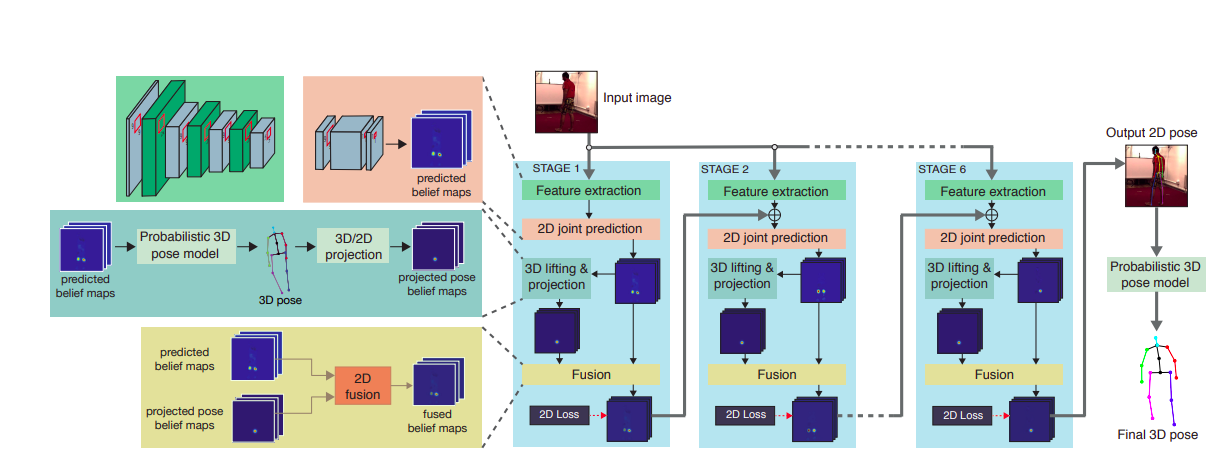 Input image
predicted
belief maps
predicted
belief maps
Probabilistic 3D
pose model
3D pose
3D/2D
projection
projected pose
belief maps
predicted
belief maps
projected pose
belief maps
2D
fusion
fused
belief maps
STAGE 1
Feature extraction
2D joint prediction
3D lifting &
projection
Fusion
2D Loss
STAGE 2
Feature extraction
2D joint prediction
3D lifting &
projection
Fusion
2D Loss
STAGE 6
Feature extraction
2D joint prediction
3D lifting &
projection
Fusion
2D Loss
Output 2D pose
Probabilistic 3D
pose model
Final 3D pose